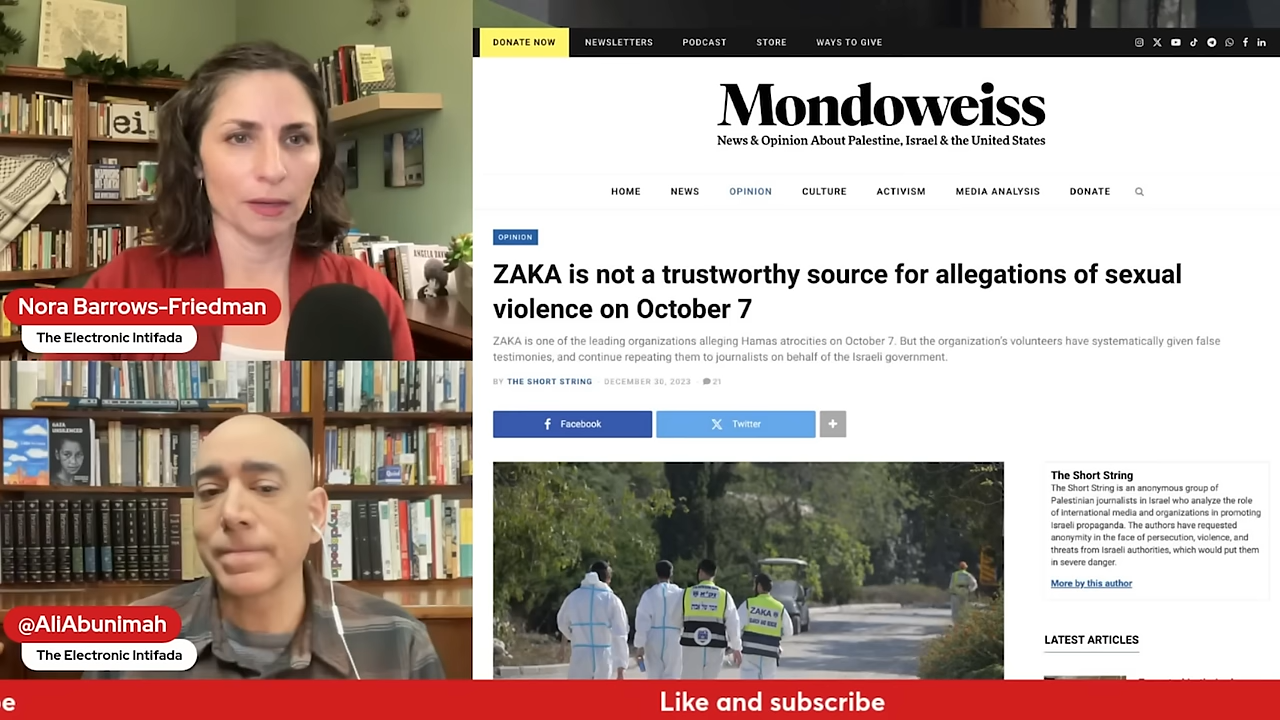 ei
ANGELA DAVIS
Nora Barrows-Friedman
The Electronic Intifada
GAZA
UNSILENCED
@AliAbunimah
The Electronic Intifada
DONATE NOW
NEWSLETTERS
PODCAST
STORE
WAYS TO GIVE
Mondoweiss
News & Opinion About Palestine, Israel & the United States
HOME
NEWS
OPINION
CULTURE
ACTIVISM
MEDIA ANALYSIS
DONATE
OPINION
ZAKA is not a trustworthy source for allegations of sexual
violence on October 7
ZAKA is one of the leading organizations alleging Hamas atrocities on October 7. But the organization's volunteers have systematically given false
testimonies, and continue repeating them to journalists on behalf of the Israeli government.
BY THE SHORT STRING · DECEMBER 30, 2023 · 21
Facebook
Twitter
+
ZAKA
The Short String
The Short String is an anonymous group of
Palestinian journalists in Israel who analyze the role
of international media and organizations in promoting
Israeli propaganda. The authors have requested
anonymity in the face of persecution, violence, and
threats from Israeli authorities, which would put them
in severe danger.
More by this author
LATEST ARTICLES
be
Like and subscribe